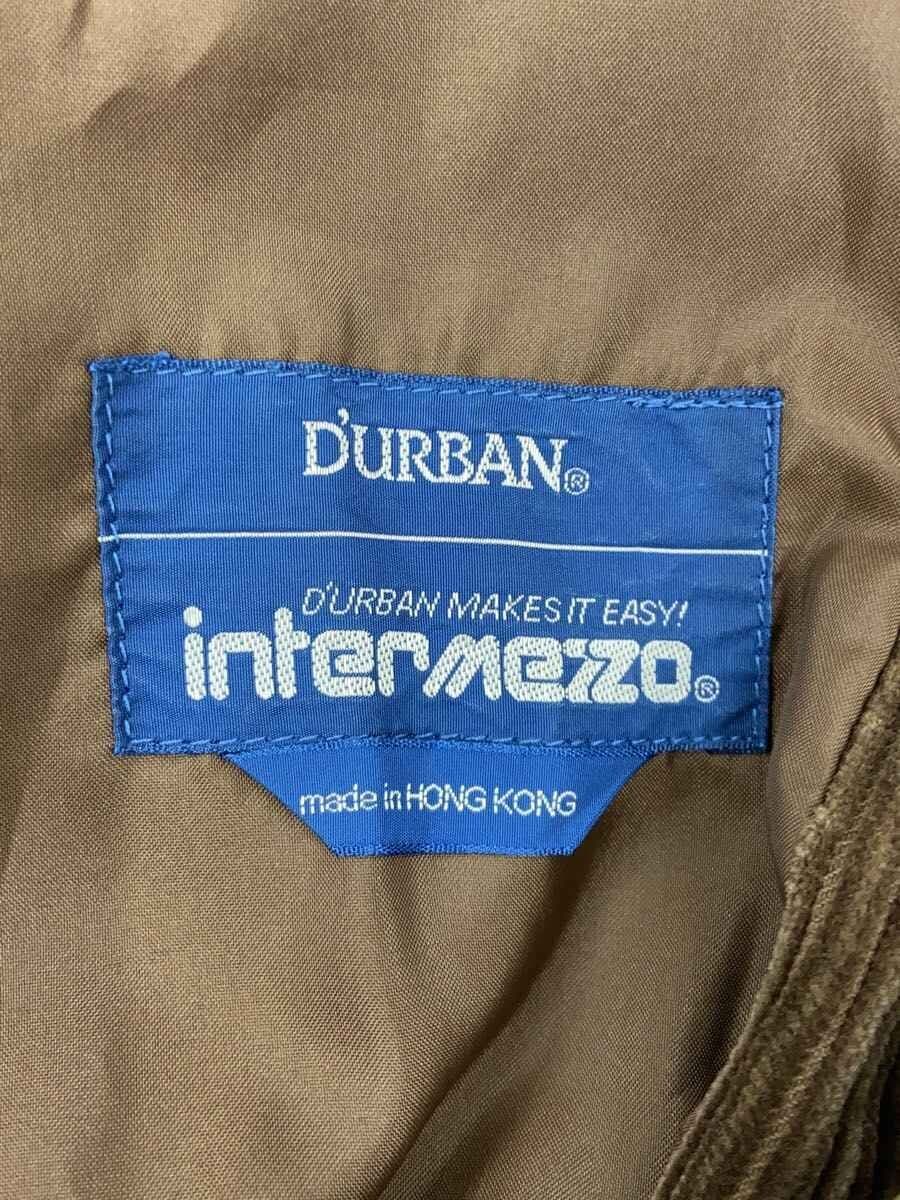 D'URBAN®
D'URBAN MAKES IT EASY!
intermezzo®
made in HONG KONG